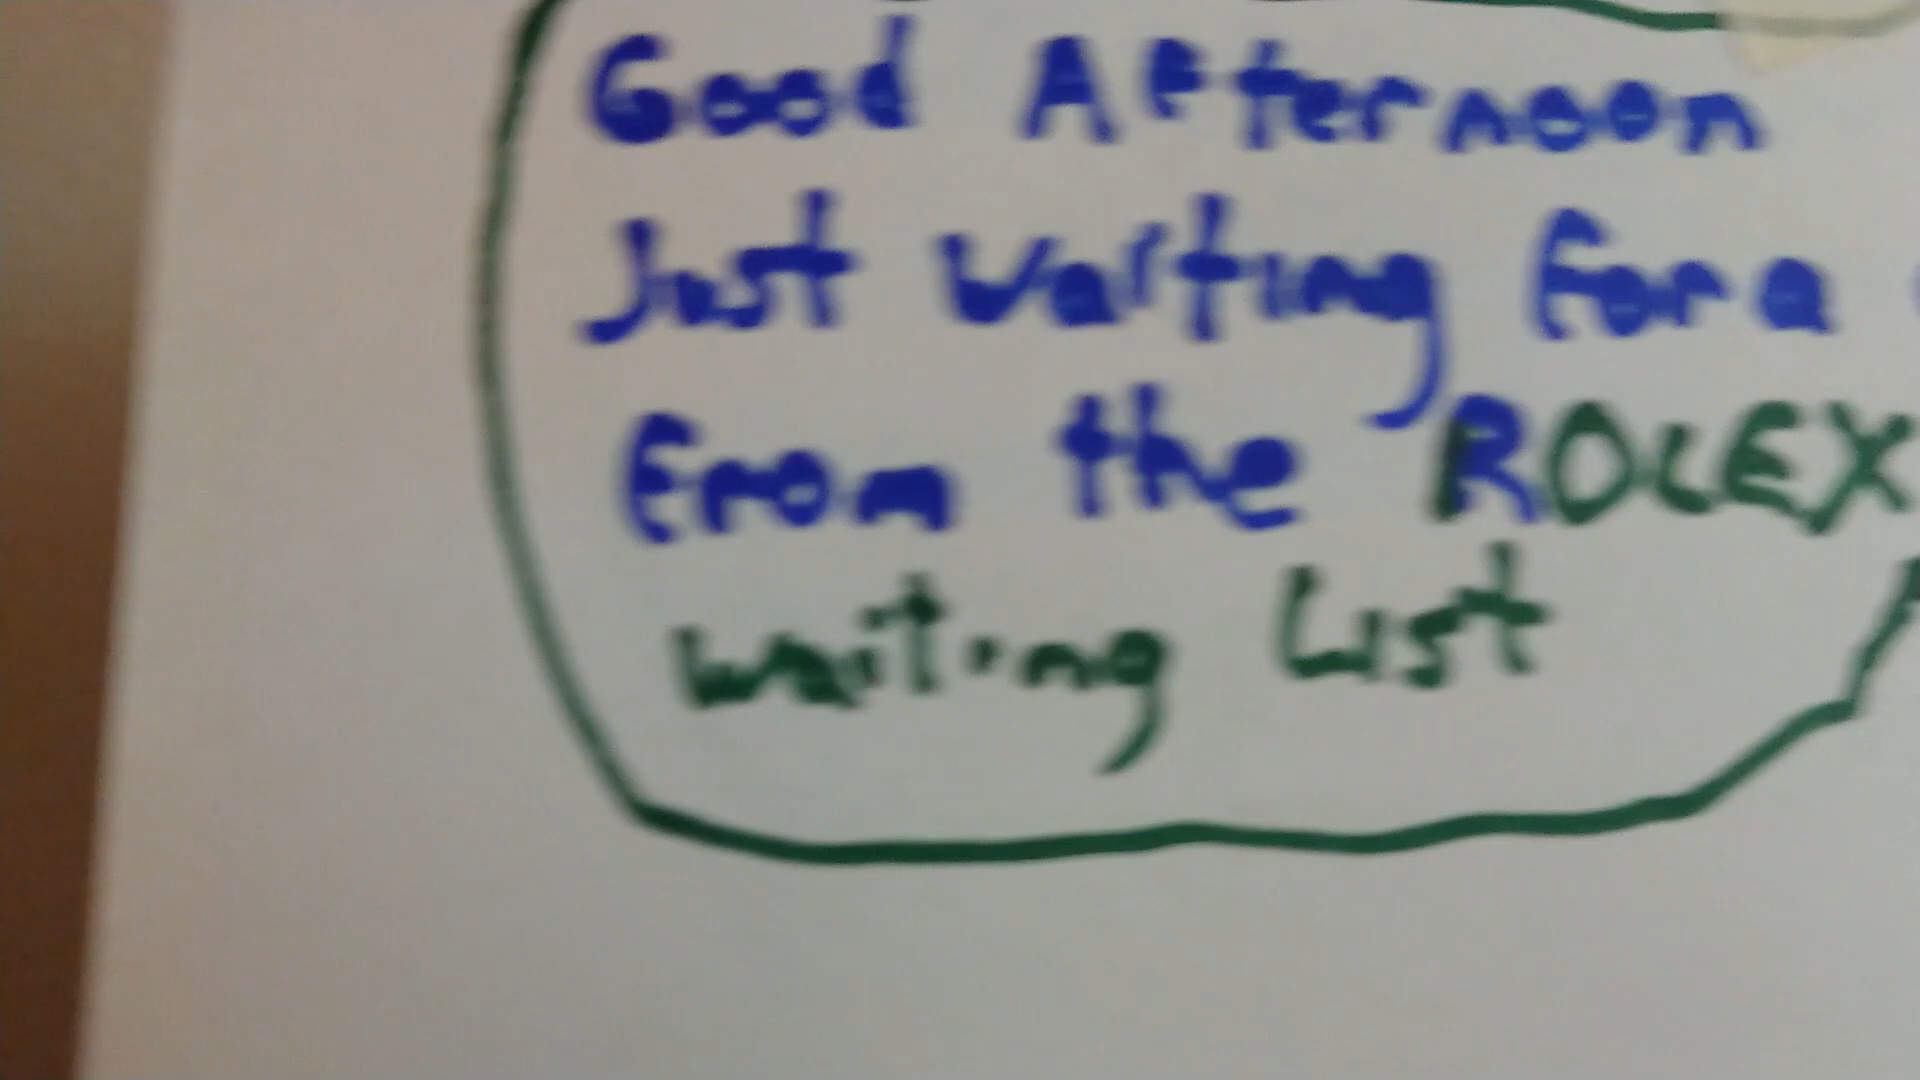 Good Afternoon
Just waiting For a
From the ROLEX
waiting List